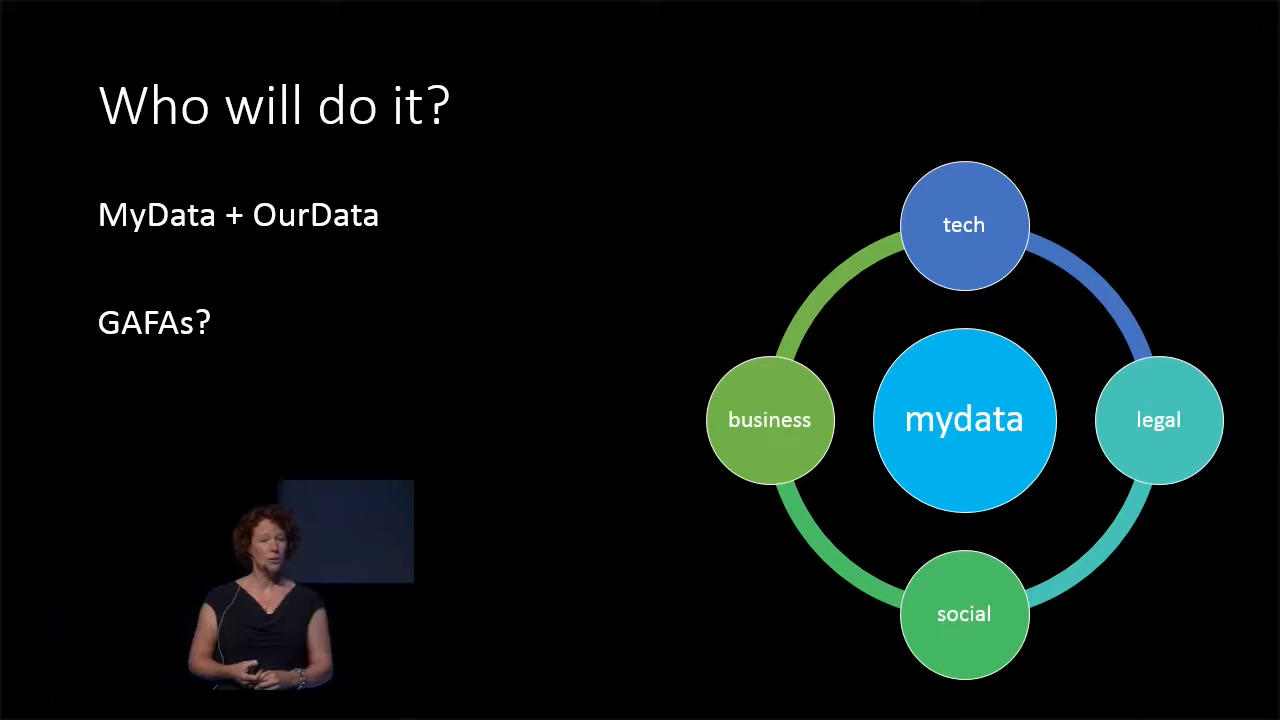 Who will do it?
MyData + OurData
GAFAs?
tech
business
mydata
legal
social